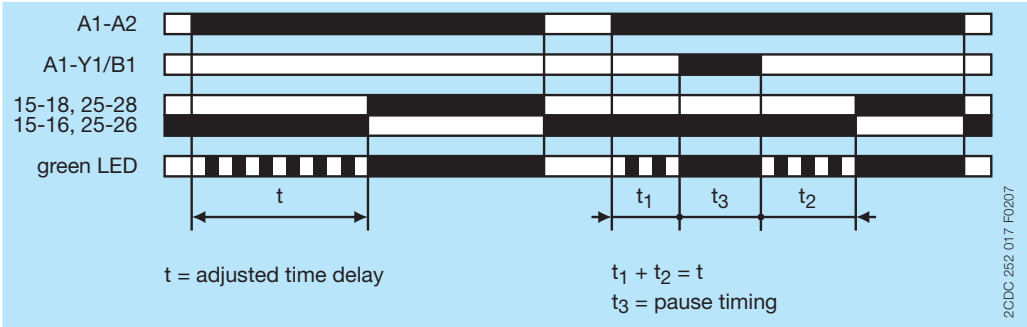 A1-A2
A1-Y1/B1
15-18, 25-28
15-16, 25-26
green LED
t
t₁
t₃
t₂
t = adjusted time delay
t₁ + t₂ = t
t₃ = pause timing
2CDC 252 017 F0207